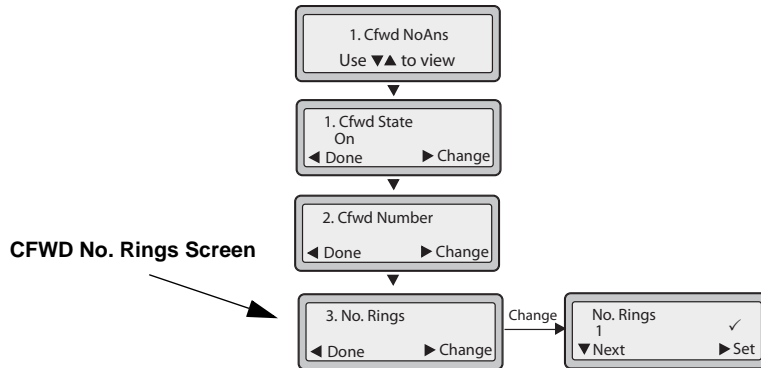 1. Cfwd NoAns
Use ▼▲ to view
▼
1. Cfwd State
On
◀ Done ▶ Change
▼
2. Cfwd Number
◀ Done ▶ Change
▼
CFWD No. Rings Screen
3. No. Rings
◀ Done ▶ Change
Change
No. Rings
1 ✓
▼Next ▶Set